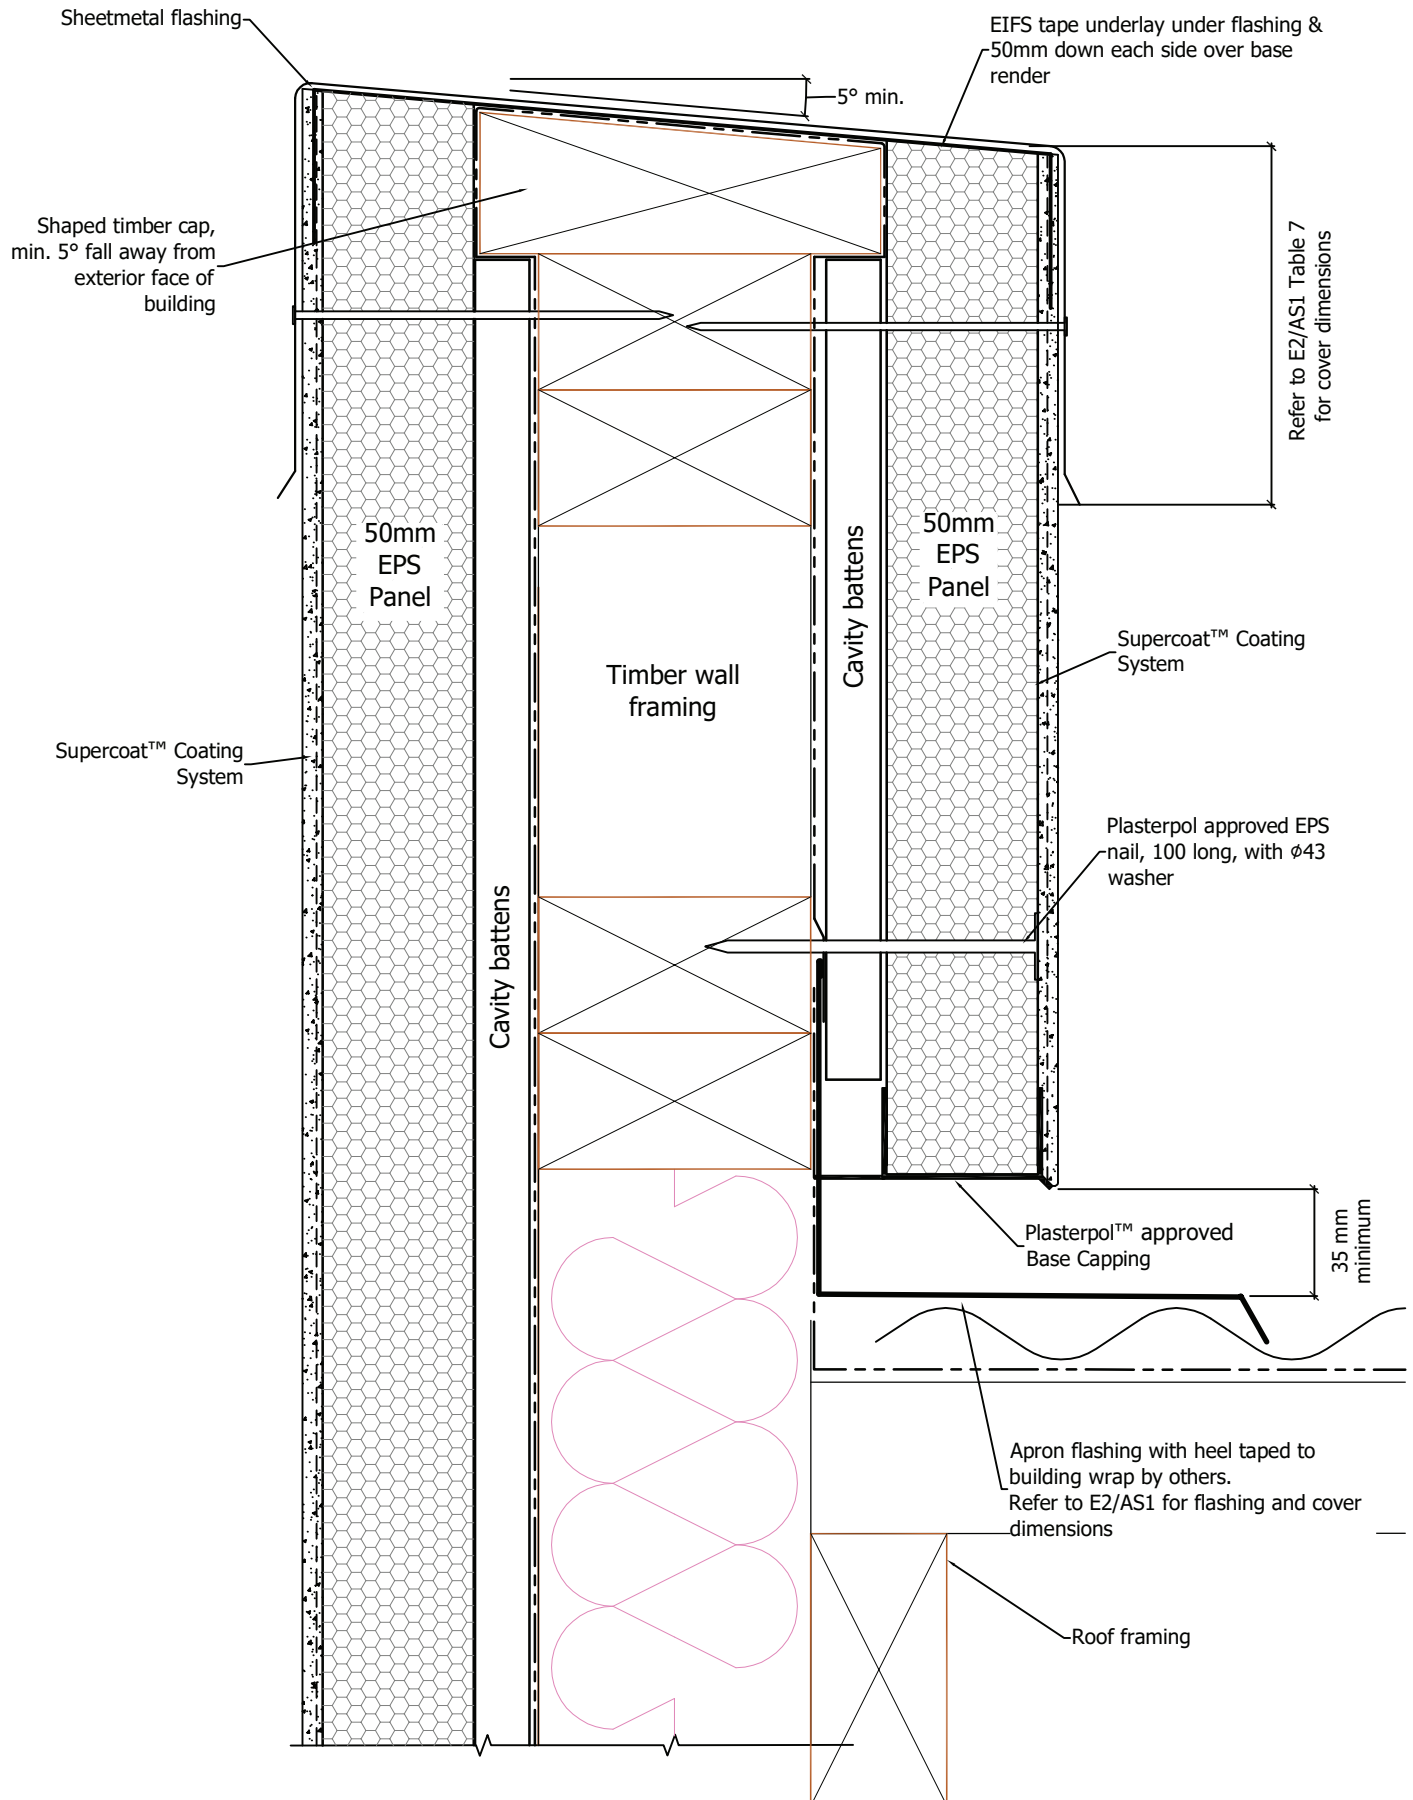 Sheetmetal flashing
EIFS tape underlay under flashing &
50mm down each side over base
render
5° min.
Shaped timber cap,
min. 5° fall away from
exterior face of
building
Refer to E2/AS1 Table 7
for cover dimensions
50mm
EPS
Panel
50mm
EPS
Panel
Cavity battens
Timber wall
framing
Supercoat™ Coating
System
Supercoat™ Coating
System
Plasterpol approved EPS
nail, 100 long, with ⌀43
washer
Cavity battens
Plasterpol™ approved
Base Capping
35 mm
minimum
Apron flashing with heel taped to
building wrap by others.
Refer to E2/AS1 for flashing and cover
dimensions
Roof framing